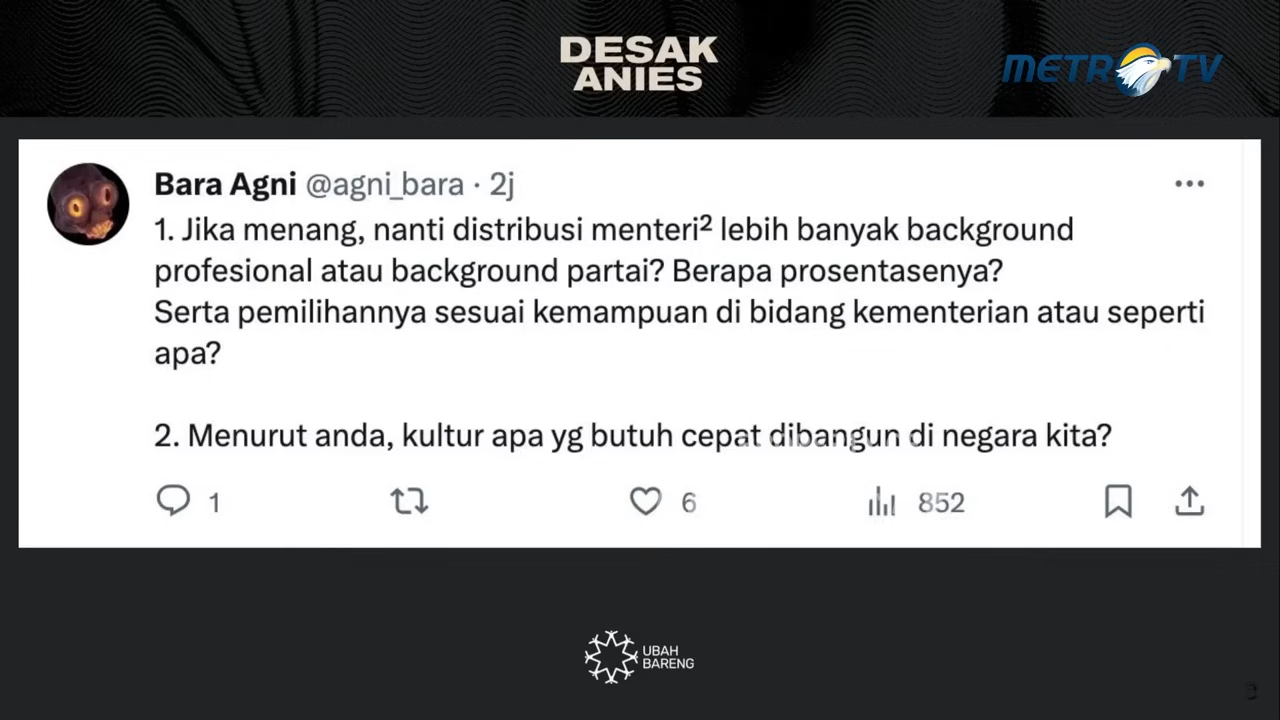 DESAK
ANIES
METRO TV
Bara Agni @agni_bara · 2j
1. Jika menang, nanti distribusi menteri² lebih banyak background
profesional atau background partai? Berapa prosentasenya?
Serta pemilihannya sesuai kemampuan di bidang kementerian atau seperti
apa?
2. Menurut anda, kultur apa yg butuh cepat dibangun di negara kita?
1 6 852
UBAH
BARENG